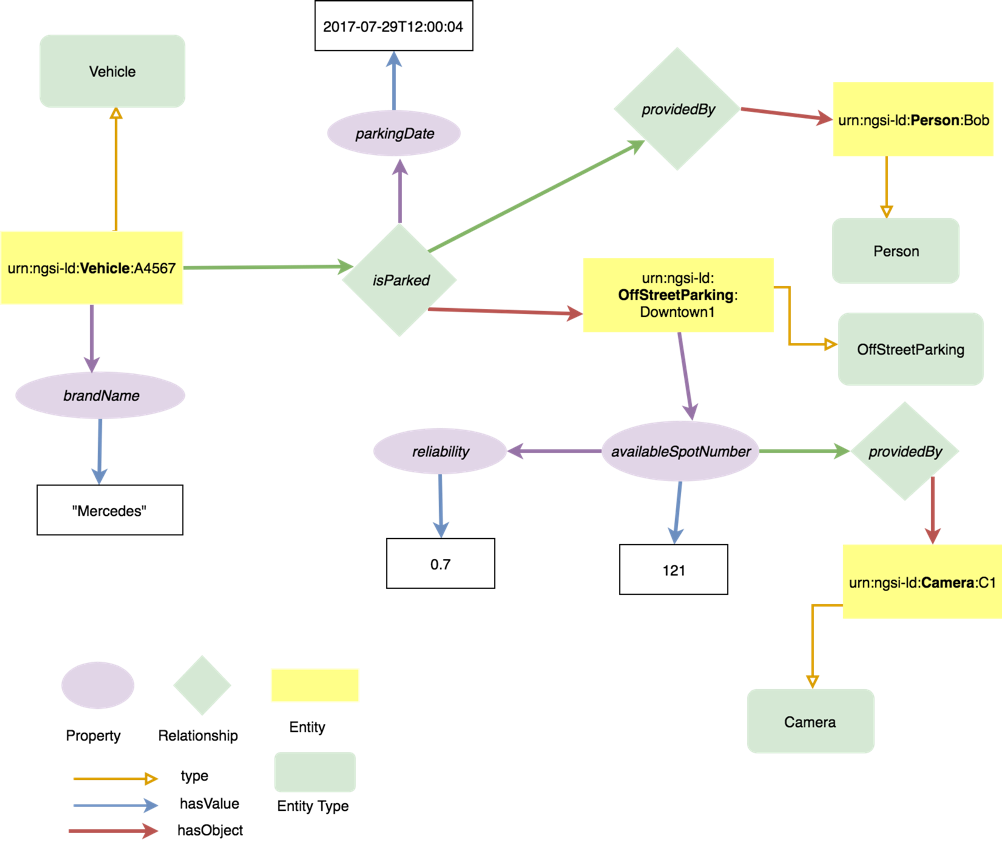 2017-07-29T12:00:04
Vehicle
providedBy
parkingDate
urn:ngsi-ld:Person:Bob
Person
urn:ngsi-ld:Vehicle:A4567
isParked
urn:ngsi-ld:
OffStreetParking:
Downtown1
OffStreetParking
brandName
reliability
availableSpotNumber
providedBy
"Mercedes"
0.7
121
urn:ngsi-ld:Camera:C1
Camera
Property
Relationship
Entity
type
hasValue
Entity Type
hasObject